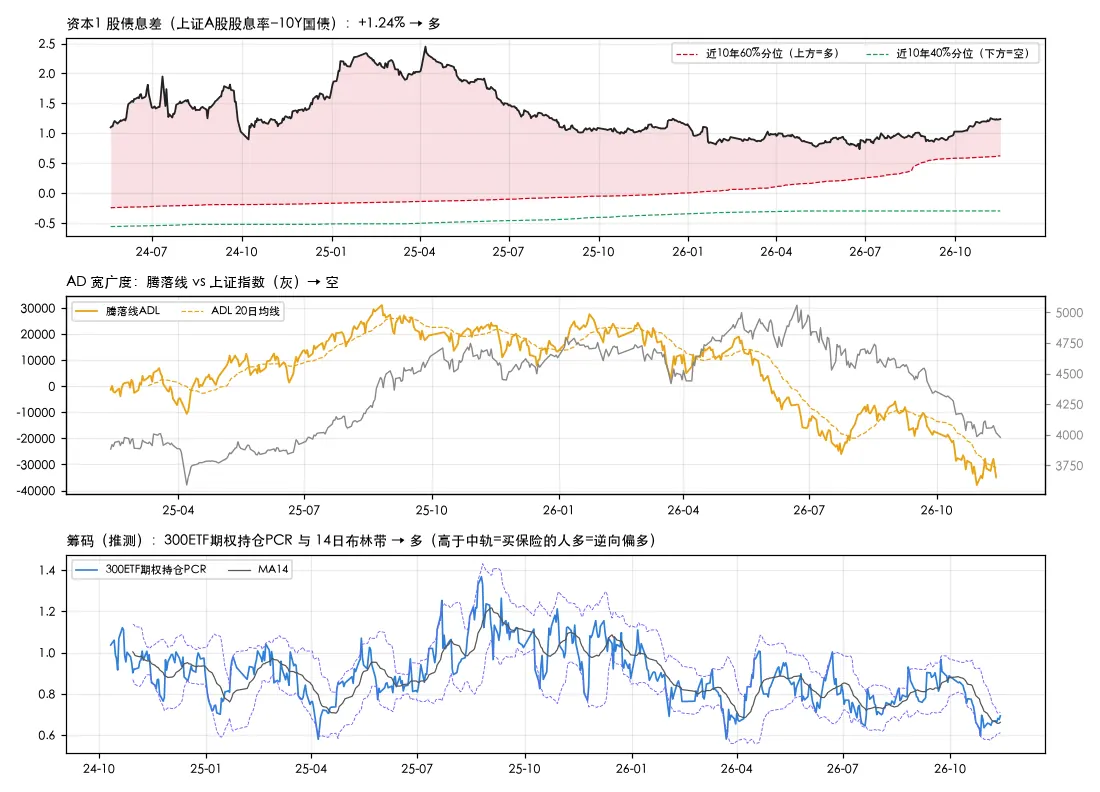 资本1 股债息差（上证A股股息率-10Y国债）：+1.24% → 多
近10年60%分位（上方=多）
近10年40%分位（下方=空）
2.5
2.0
1.5
1.0
0.5
0.0
-0.5
24-07 24-10 25-01 25-04 25-07 25-10 26-01 26-04 26-07 26-10
AD 宽广度：腾落线 vs 上证指数（灰）→ 空
腾落线ADL
ADL 20日均线
30000
20000
10000
0
-10000
-20000
-30000
-40000
5000
4750
4500
4250
4000
3750
25-04 25-07 25-10 26-01 26-04 26-07 26-10
筹码（推测）：300ETF期权持仓PCR 与 14日布林带 → 多（高于中轨=买保险的人多=逆向偏多）
300ETF期权持仓PCR
MA14
1.4
1.2
1.0
0.8
0.6
24-10 25-01 25-04 25-07 25-10 26-01 26-04 26-07 26-10